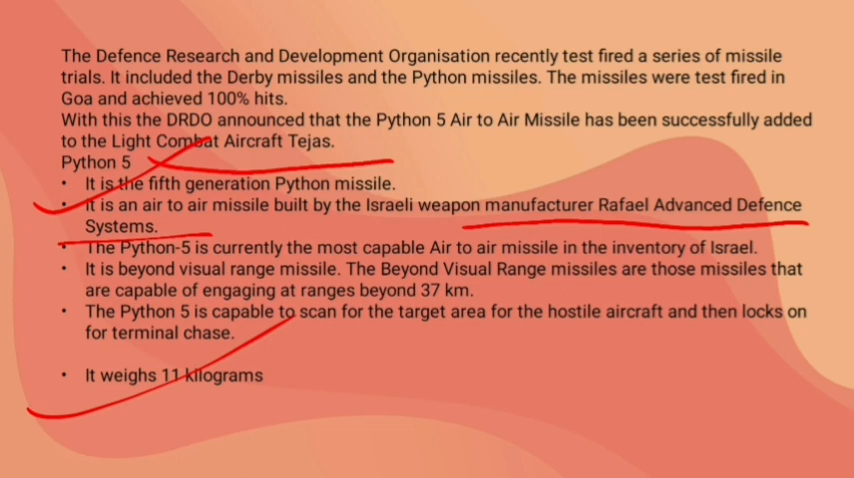 The Defence Research and Development Organisation recently test fired a series of missile
trials. It included the Derby missiles and the Python missiles. The missiles were test fired in
Goa and achieved 100% hits.
With this the DRDO announced that the Python 5 Air to Air Missile has been successfully added
to the Light Combat Aircraft Tejas.
Python 5
• It is the fifth generation Python missile.
• It is an air to air missile built by the Israeli weapon manufacturer Rafael Advanced Defence
Systems.
• The Python-5 is currently the most capable Air to air missile in the inventory of Israel.
• It is beyond visual range missile. The Beyond Visual Range missiles are those missiles that
are capable of engaging at ranges beyond 37 km.
• The Python 5 is capable to scan for the target area for the hostile aircraft and then locks on
for terminal chase.
• It weighs 11 kilograms